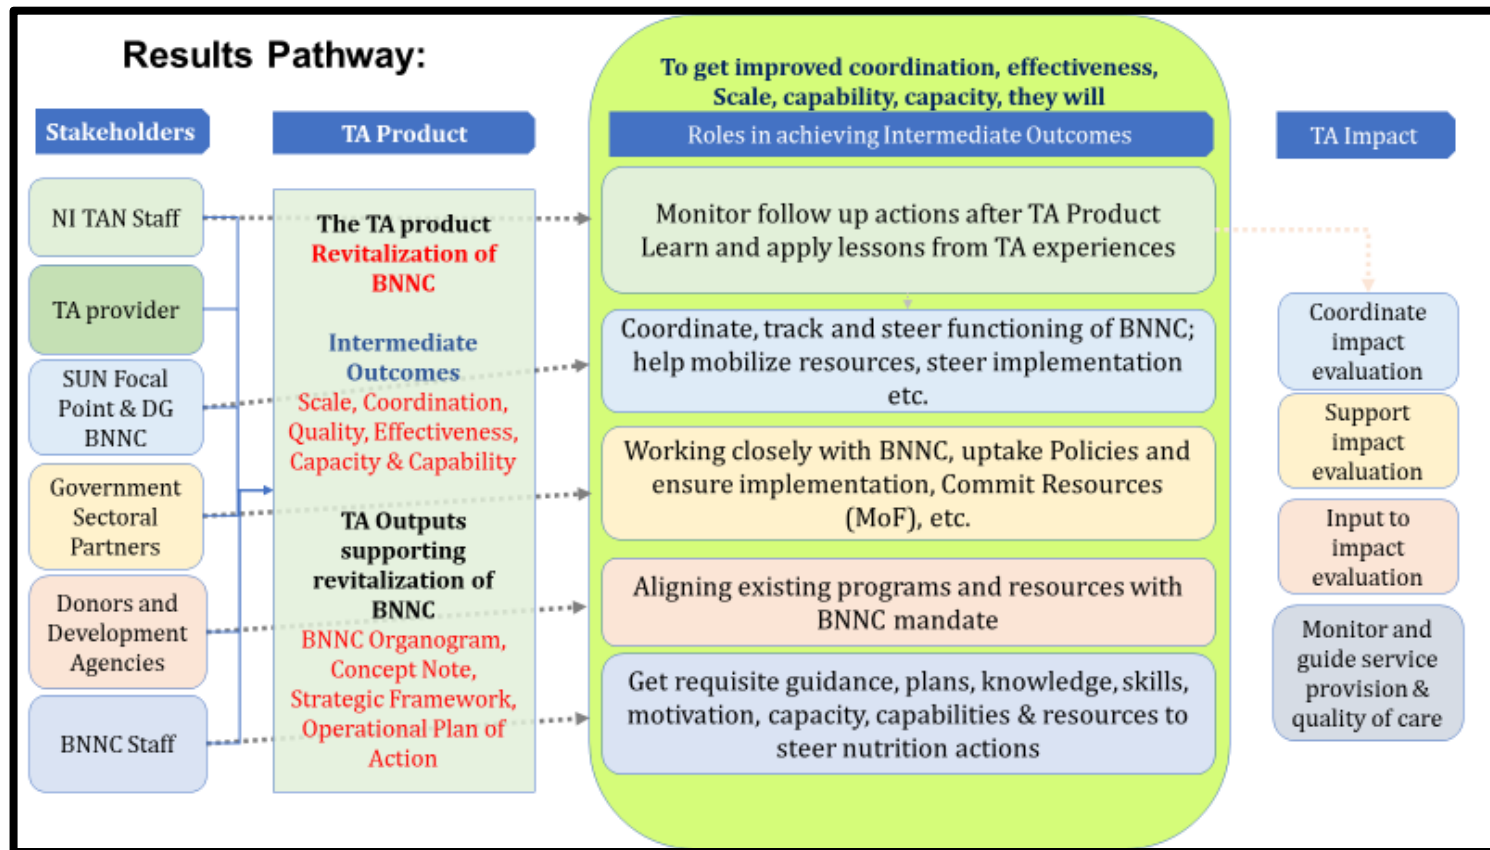 Results Pathway:
To get improved coordination, effectiveness,
Scale, capability, capacity, they will
Stakeholders
TA Product
Roles in achieving Intermediate Outcomes
TA Impact
NI TAN Staff
TA provider
SUN Focal
Point & DG
BNNC
Government
Sectoral
Partners
Donors and
Development
Agencies
BNNC Staff
The TA product
Revitalization of
BNNC
Intermediate
Outcomes
Scale, Coordination,
Quality, Effectiveness,
Capacity & Capability
TA Outputs
supporting
revitalization of
BNNC
BNNC Organogram,
Concept Note,
Strategic Framework,
Operational Plan of
Action
Monitor follow up actions after TA Product
Learn and apply lessons from TA experiences
Coordinate, track and steer functioning of BNNC;
help mobilize resources, steer implementation
etc.
Working closely with BNNC, uptake Policies and
ensure implementation, Commit Resources
(MoF), etc.
Aligning existing programs and resources with
BNNC mandate
Get requisite guidance, plans, knowledge, skills,
motivation, capacity, capabilities & resources to
steer nutrition actions
Coordinate
impact
evaluation
Support
impact
evaluation
Input to
impact
evaluation
Monitor and
guide service
provision &
quality of care